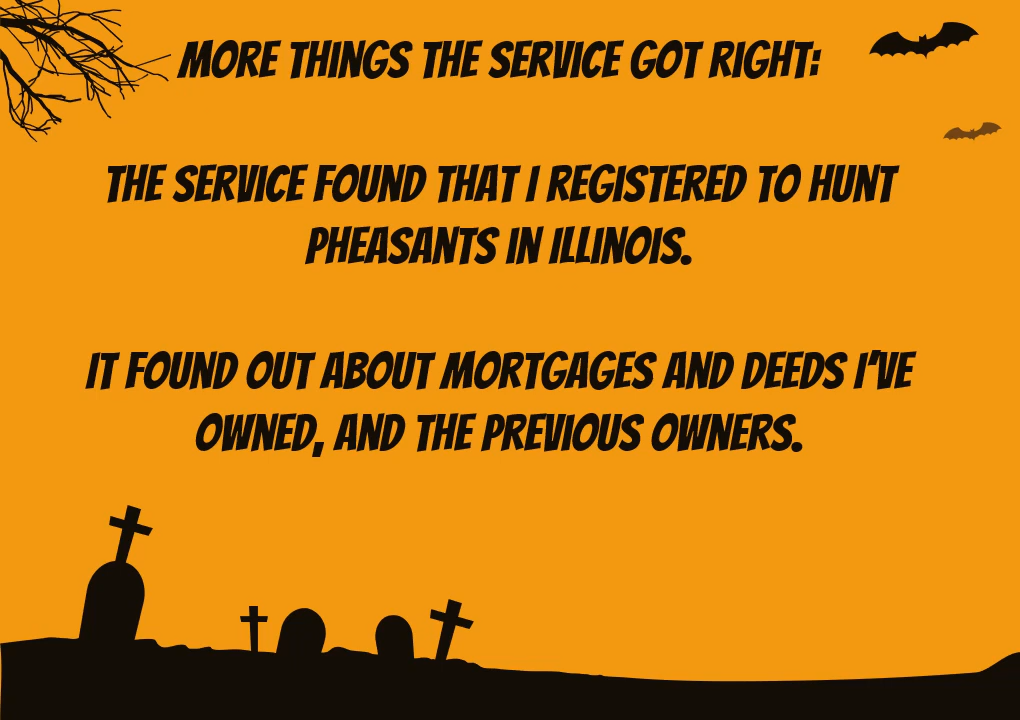 MORE THINGS THE SERVICE GOT RIGHT:
THE SERVICE FOUND THAT I REGISTERED TO HUNT
PHEASANTS IN ILLINOIS.
IT FOUND OUT ABOUT MORTGAGES AND DEEDS I'VE
OWNED, AND THE PREVIOUS OWNERS.